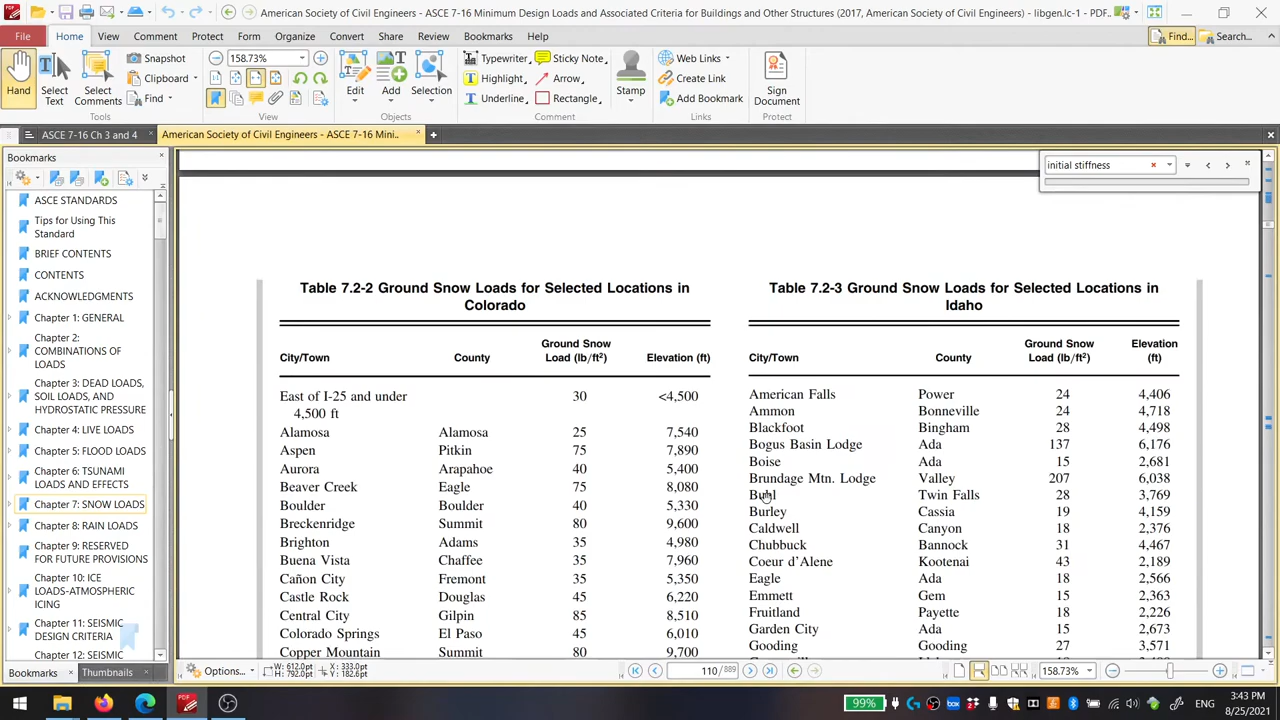 American Society of Civil Engineers - ASCE 7-16 Minimum Design Loads and Associated Criteria for Buildings and Other Structures (2017, American Society of Civil Engineers) - libgen.lc-1 - PDF..
File Home View Comment Protect Form Organize Convert Share Review Bookmarks Help Find... Search...
Hand
Select Text
Select Comments
Snapshot
Clipboard
Find
Tools
158.73%
View
Edit
Add
Selection
Typewriter
Highlight
Underline
Sticky Note
Arrow
Rectangle
Comment
Stamp
Web Links
Create Link
Add Bookmark
Links
Sign Document
Protect
ASCE 7-16 Ch 3 and 4
American Society of Civil Engineers - ASCE 7-16 Mini..
Bookmarks
initial stiffness
ASCE STANDARDS
Tips for Using This
Standard
BRIEF CONTENTS
CONTENTS
ACKNOWLEDGMENTS
Chapter 1: GENERAL
Chapter 2:
COMBINATIONS OF
LOADS
Chapter 3: DEAD LOADS,
SOIL LOADS, AND
HYDROSTATIC PRESSURE
Chapter 4: LIVE LOADS
Chapter 5: FLOOD LOADS
Chapter 6: TSUNAMI
LOADS AND EFFECTS
Chapter 7: SNOW LOADS
Chapter 8: RAIN LOADS
Chapter 9: RESERVED
FOR FUTURE PROVISIONS
Chapter 10: ICE
LOADS-ATMOSPHERIC
ICING
Chapter 11: SEISMIC
DESIGN CRITERIA
Chapter 12: SEISMIC
Bookmarks Thumbnails
Table 7.2-2 Ground Snow Loads for Selected Locations in
Colorado
City/Town County Ground Snow Load (lb/ft²) Elevation (ft)
East of I-25 and under
4,500 ft 30 <4,500
Alamosa Alamosa 25 7,540
Aspen Pitkin 75 7,890
Aurora Arapahoe 40 5,400
Beaver Creek Eagle 75 8,080
Boulder Boulder 40 5,330
Breckenridge Summit 80 9,600
Brighton Adams 35 4,980
Buena Vista Chaffee 35 7,960
Cañon City Fremont 35 5,350
Castle Rock Douglas 45 6,220
Central City Gilpin 85 8,510
Colorado Springs El Paso 45 6,010
Copper Mountain Summit 80 9,700
Table 7.2-3 Ground Snow Loads for Selected Locations in
Idaho
City/Town County Ground Snow Load (lb/ft²) Elevation (ft)
American Falls Power 24 4,406
Ammon Bonneville 24 4,718
Blackfoot Bingham 28 4,498
Bogus Basin Lodge Ada 137 6,176
Boise Ada 15 2,681
Brundage Mtn. Lodge Valley 207 6,038
Buhl Twin Falls 28 3,769
Burley Cassia 19 4,159
Caldwell Canyon 18 2,376
Chubbuck Bannock 31 4,467
Coeur d'Alene Kootenai 43 2,189
Eagle Ada 18 2,566
Emmett Gem 15 2,363
Fruitland Payette 18 2,226
Garden City Ada 15 2,673
Gooding Gooding 27 3,571
Options...
W: 612.0pt
H: 792.0pt
X: 333.0pt
Y: 182.6pt
110 / 889
158.73%
99%
ENG
3:43 PM
8/25/2021